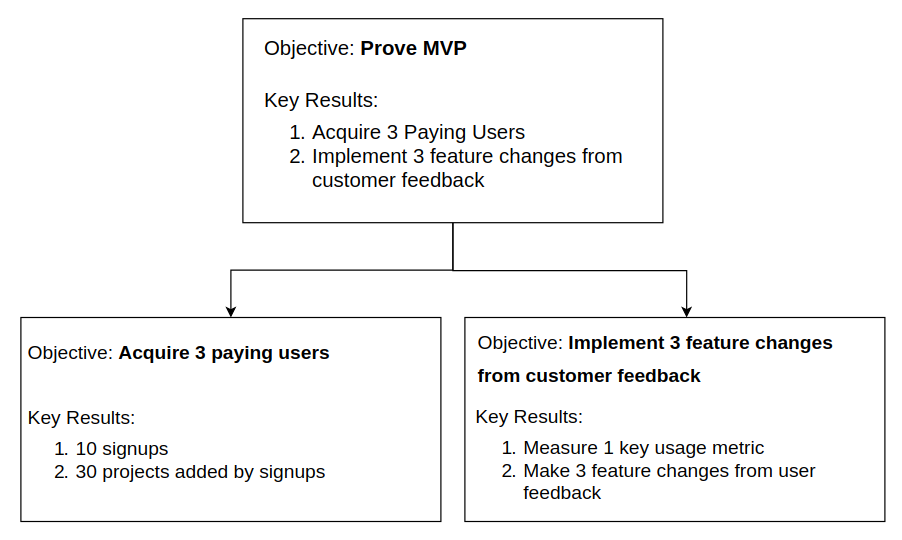 Objective: Prove MVP
Key Results:
1. Acquire 3 Paying Users
2. Implement 3 feature changes from
customer feedback
Objective: Acquire 3 paying users
Key Results:
1. 10 signups
2. 30 projects added by signups
Objective: Implement 3 feature changes
from customer feedback
Key Results:
1. Measure 1 key usage metric
2. Make 3 feature changes from user
feedback